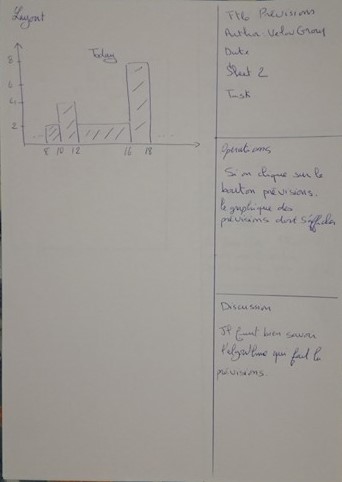 Layout
Today
8
6
4
2
8 10 12 16 18
Title Prévisions
Author: Velov Group
Date
Sheet 2
Task
Operations
Si on clique sur le
bouton prévisions.
le graphique des
prévisions doit s'afficher
Discussion
Il faut bien savoir
l'algorithme qui fait la
prévisions.